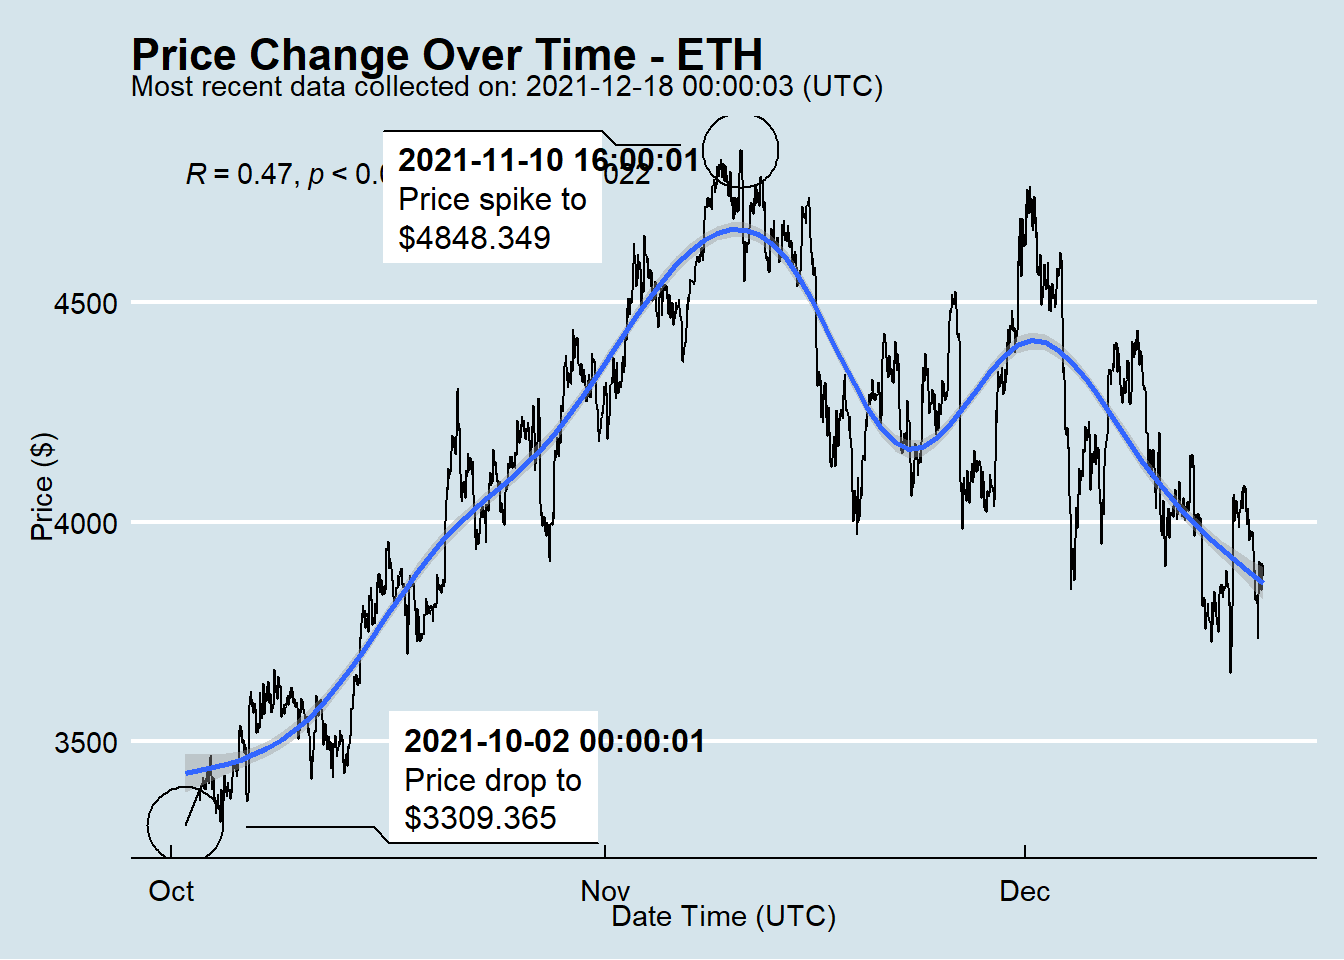 Price Change Over Time - ETH
Most recent data collected on: 2021-12-18 00:00:03 (UTC)
R = 0.47, p < 0.0 022
2021-11-10 16:00:01
Price spike to
$4848.349
4500
4000
3500
Price ($)
2021-10-02 00:00:01
Price drop to
$3309.365
Oct
Nov
Dec
Date Time (UTC)